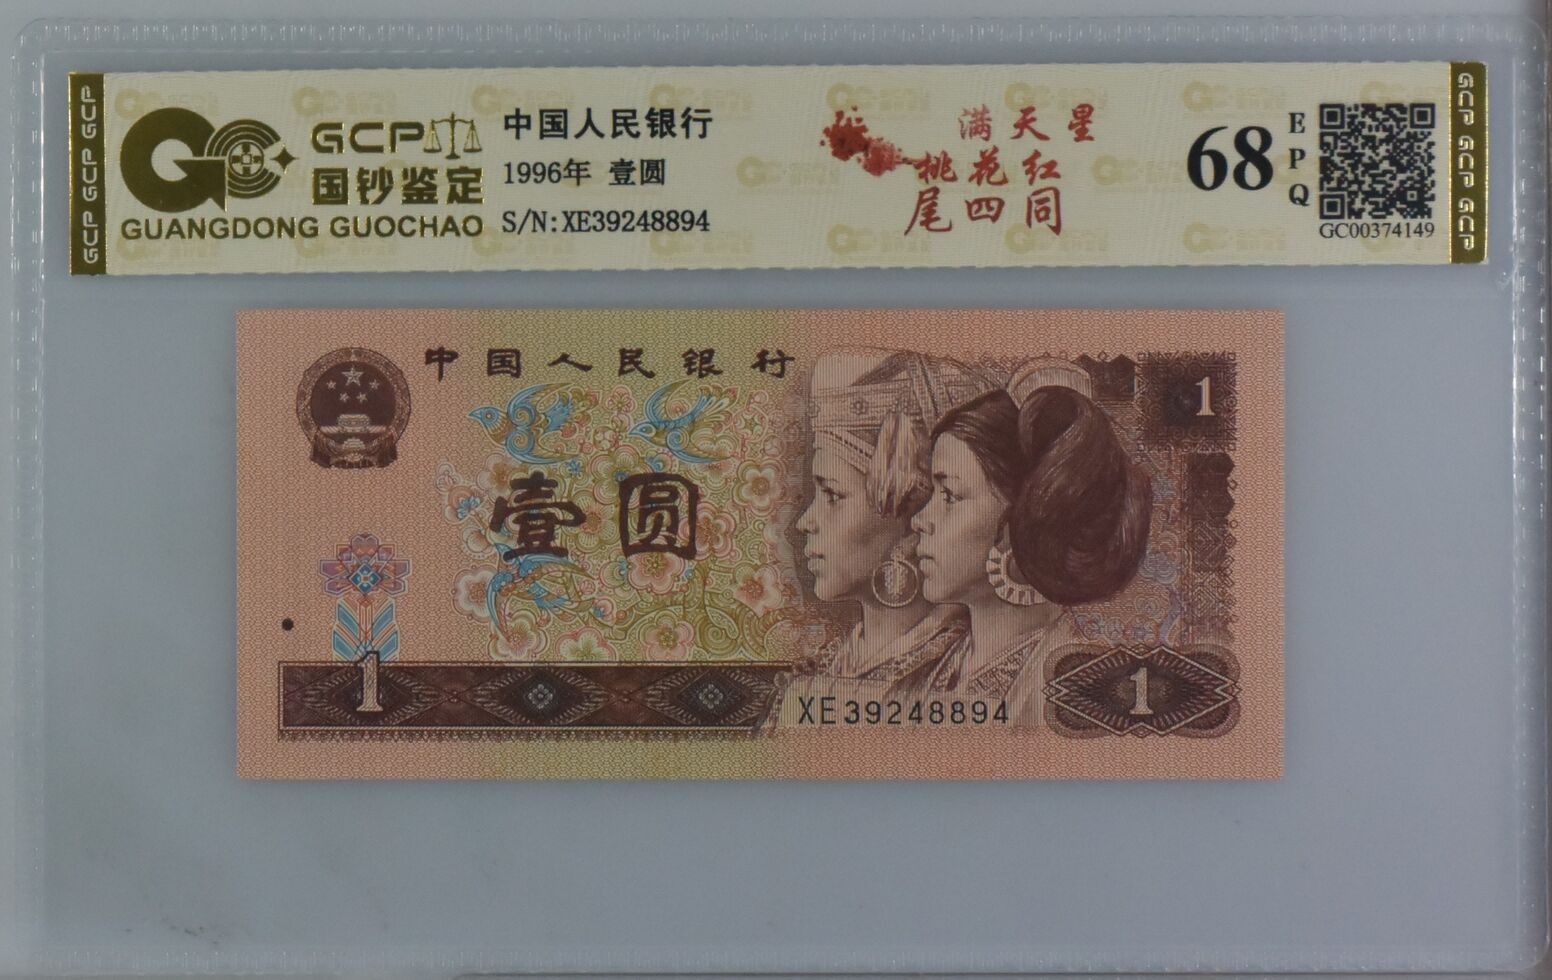 GCP GCP GCP
GCP
国钞鉴定
GUANGDONG GUOCHAO
中国人民银行
1996年 壹圆
S/N:XE39248894
满天星
桃花红
尾四同
68
EPQ
GC00374149
GCP GCP GCP
中国人民银行
1
壹圆
1
XE39248894
1